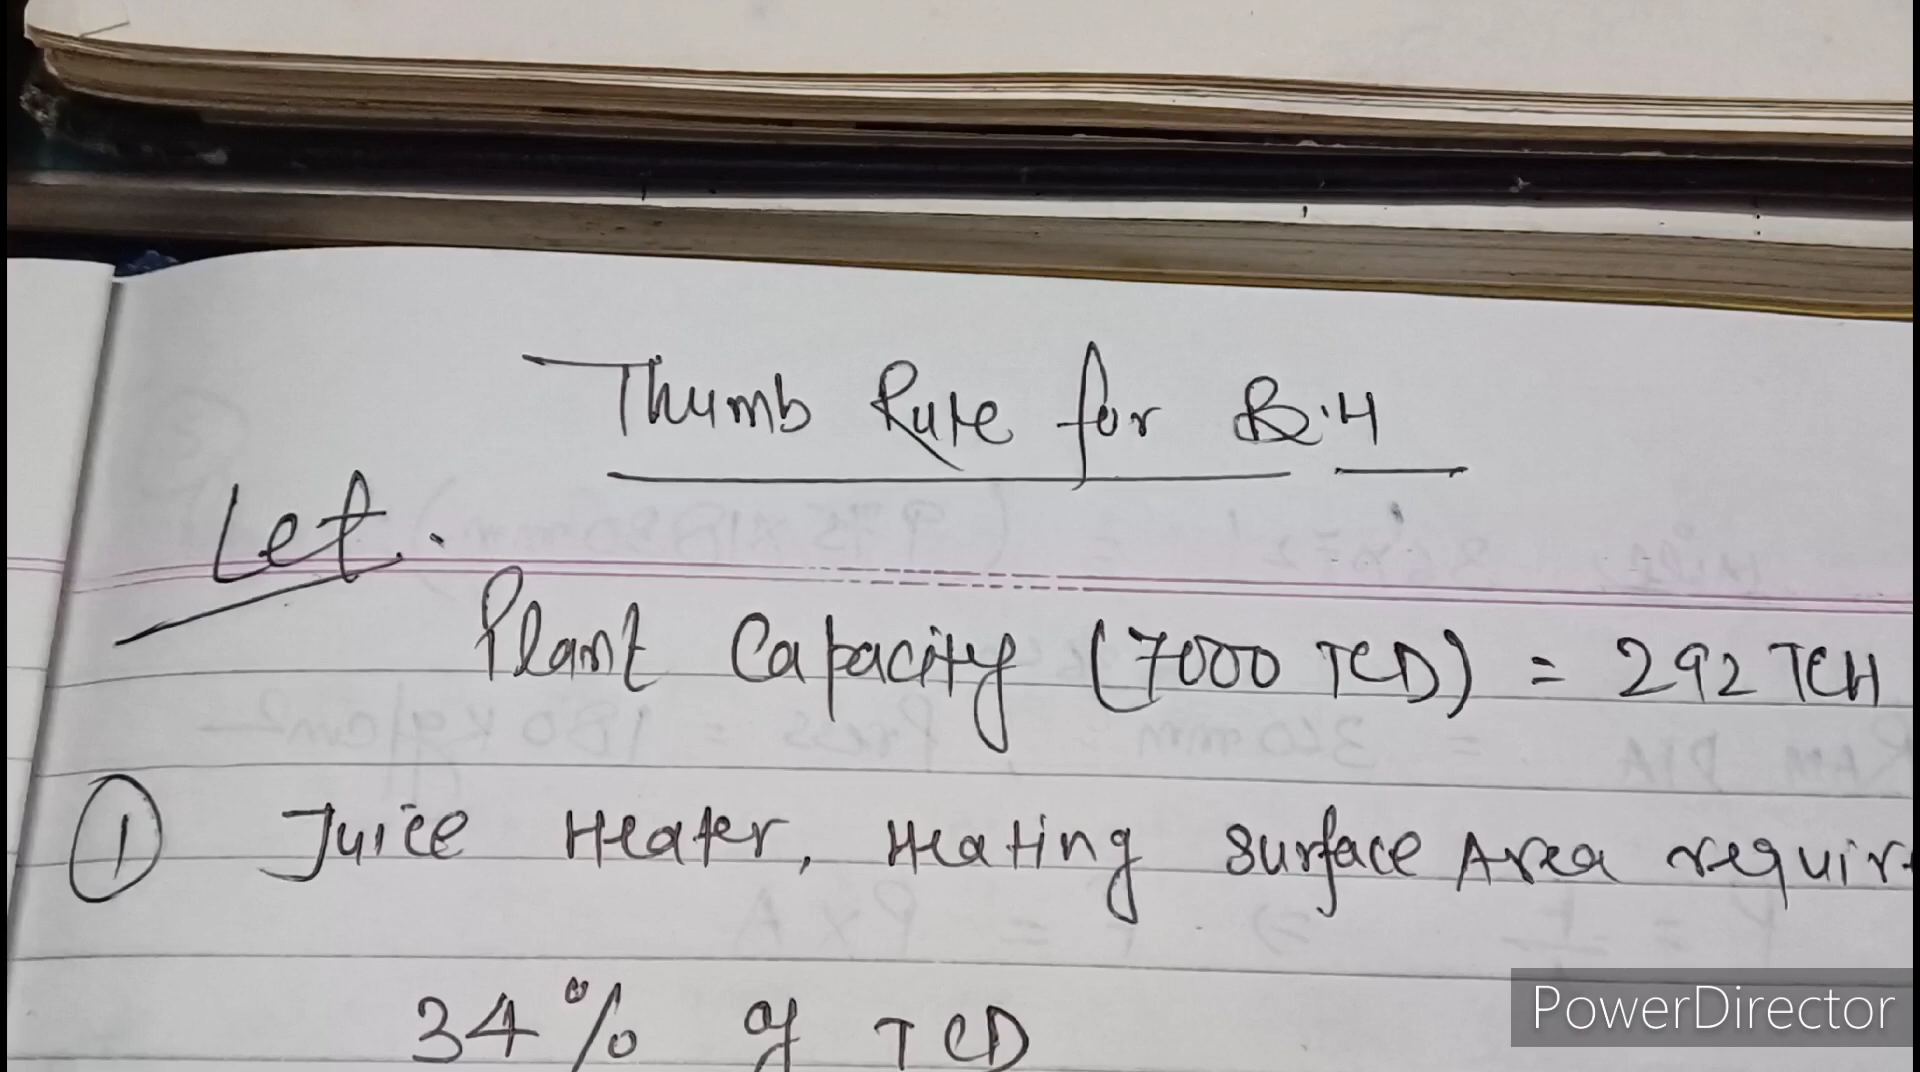 Thumb Rule for B.H
Let.
Plant Capacity (7000 TCD) = 292 TCH
① Juice Heater, Heating Surface Area requir
34% of TCD
PowerDirector